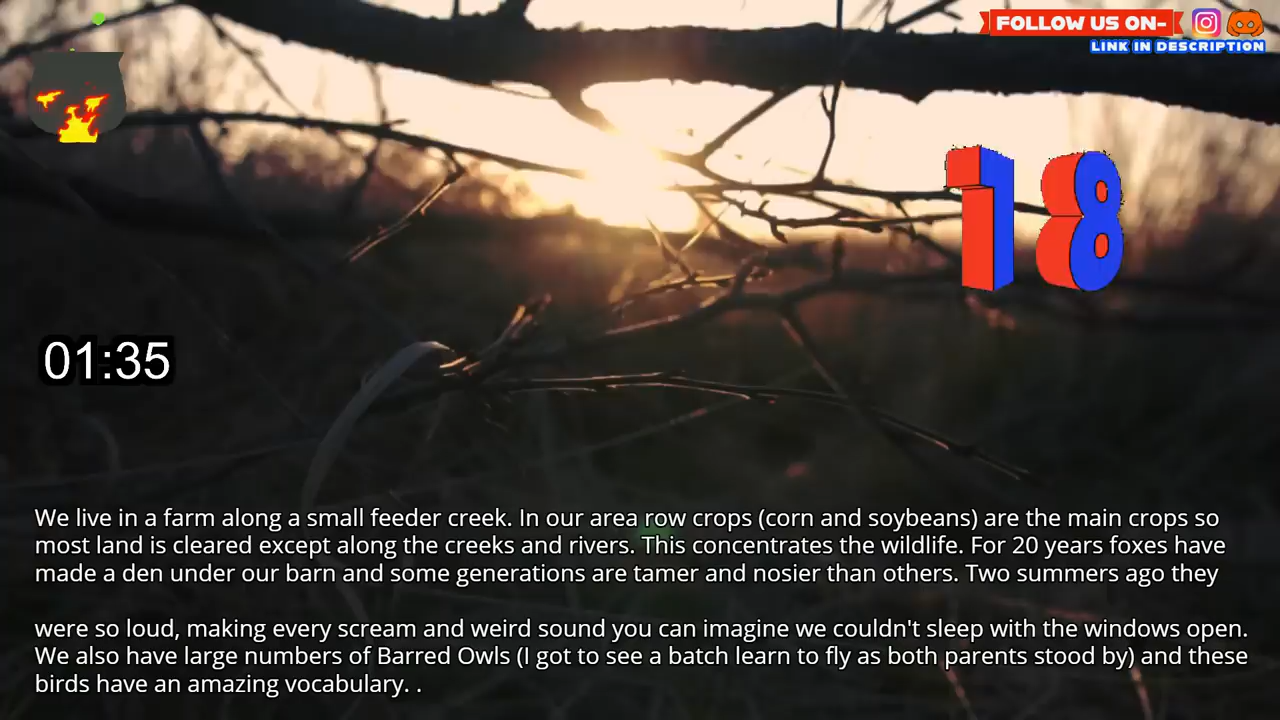 FOLLOW US ON-
LINK IN DESCRIPTION
18
01:35
We live in a farm along a small feeder creek. In our area row crops (corn and soybeans) are the main crops so
most land is cleared except along the creeks and rivers. This concentrates the wildlife. For 20 years foxes have
made a den under our barn and some generations are tamer and nosier than others. Two summers ago they
were so loud, making every scream and weird sound you can imagine we couldn't sleep with the windows open.
We also have large numbers of Barred Owls (I got to see a batch learn to fly as both parents stood by) and these
birds have an amazing vocabulary. .